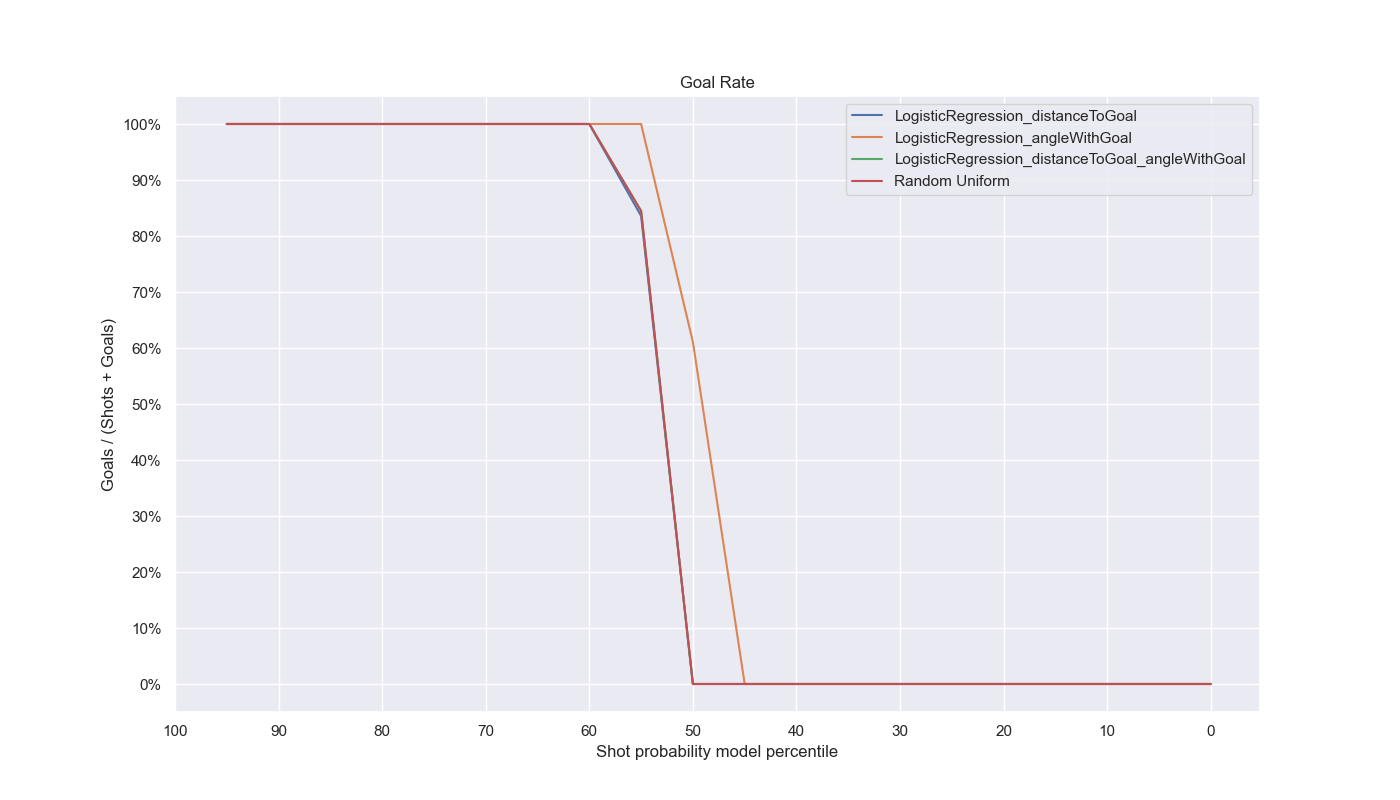 Goal Rate
LogisticRegression_distanceToGoal
LogisticRegression_angleWithGoal
LogisticRegression_distanceToGoal_angleWithGoal
Random Uniform
Goals / (Shots + Goals)
100%
90%
80%
70%
60%
50%
40%
30%
20%
10%
0%
100 90 80 70 60 50 40 30 20 10 0
Shot probability model percentile